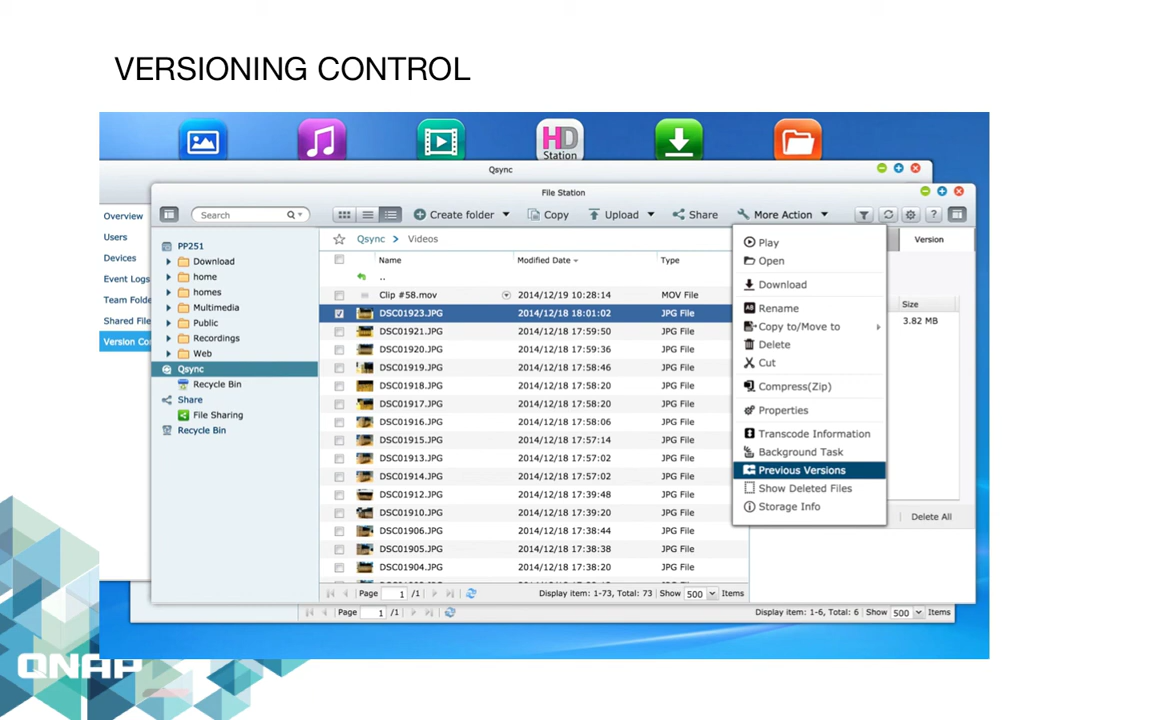 VERSIONING CONTROL
HD
Station
Qsync
File Station
Overview
Users
Devices
Event Logs
Team Folde
Shared File
Version Co
Search
Create folder
Copy
Upload
Share
More Action
?
PP251
Download
home
homes
Multimedia
Public
Recordings
Web
Qsync
Recycle Bin
Share
File Sharing
Recycle Bin
Qsync > Videos
Name Modified Date Type
..
Clip #58.mov 2014/12/19 10:28:14 MOV File
DSC01923.JPG 2014/12/18 18:01:02 JPG File
DSC01921.JPG 2014/12/18 17:59:50 JPG File
DSC01920.JPG 2014/12/18 17:59:36 JPG File
DSC01919.JPG 2014/12/18 17:58:46 JPG File
DSC01918.JPG 2014/12/18 17:58:20 JPG File
DSC01917.JPG 2014/12/18 17:58:20 JPG File
DSC01916.JPG 2014/12/18 17:58:06 JPG File
DSC01915.JPG 2014/12/18 17:57:14 JPG File
DSC01913.JPG 2014/12/18 17:57:02 JPG File
DSC01914.JPG 2014/12/18 17:57:02 JPG File
DSC01912.JPG 2014/12/18 17:39:48 JPG File
DSC01910.JPG 2014/12/18 17:39:20 JPG File
DSC01906.JPG 2014/12/18 17:38:44 JPG File
DSC01905.JPG 2014/12/18 17:38:38 JPG File
DSC01904.JPG 2014/12/18 17:38:20 JPG File
Page 1 /1 Display item: 1-73, Total: 73 Show 500 Items
Play
Open
Download
Rename
Copy to/Move to
Delete
Cut
Compress(Zip)
Properties
Transcode Information
Background Task
Previous Versions
Show Deleted Files
Storage Info
Version
Size
3.82 MB
Delete All
Page 1 /1 Display item: 1-6, Total: 6 Show 500 Items
QNAP